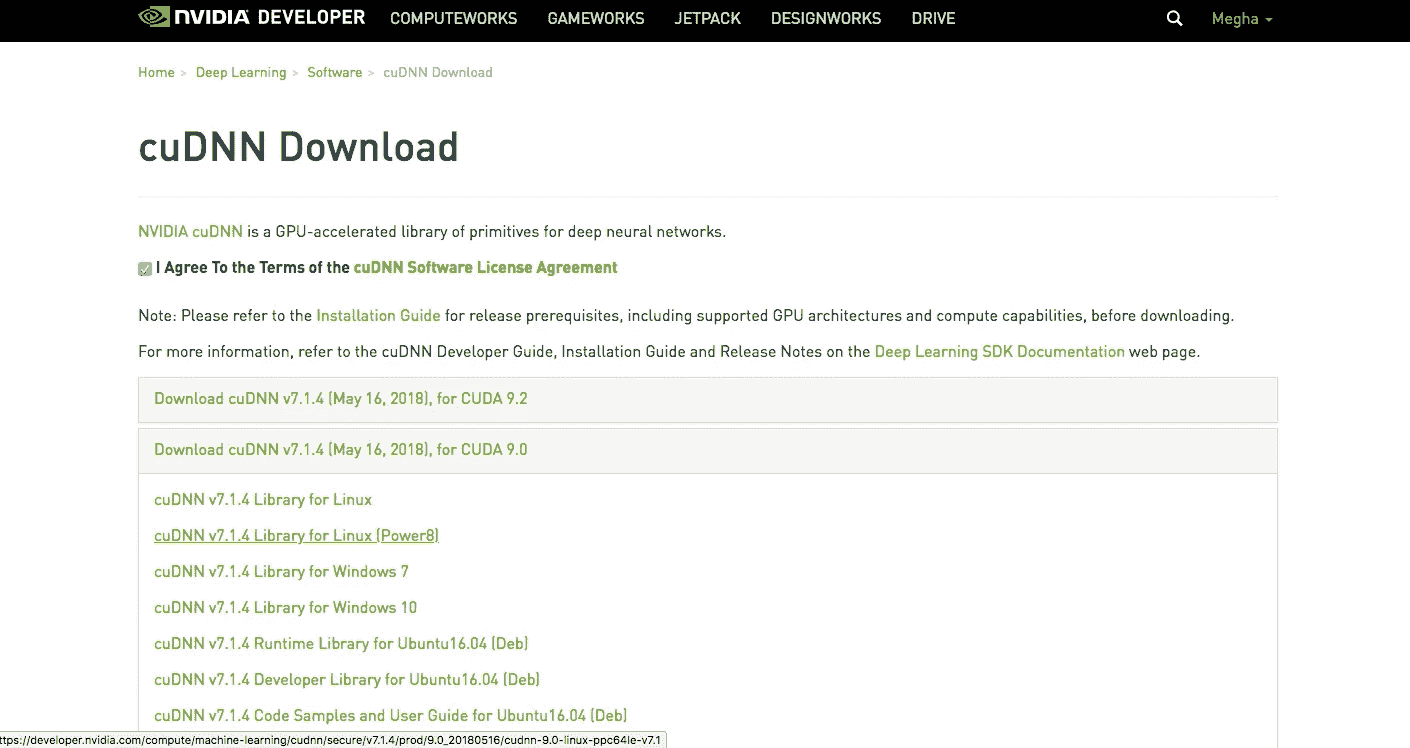 NVIDIA DEVELOPER COMPUTEWORKS GAMEWORKS JETPACK DESIGNWORKS DRIVE Megha
Home > Deep Learning > Software > cuDNN Download
cuDNN Download
NVIDIA cuDNN is a GPU-accelerated library of primitives for deep neural networks.
I Agree To the Terms of the cuDNN Software License Agreement
Note: Please refer to the Installation Guide for release prerequisites, including supported GPU architectures and compute capabilities, before downloading.
For more information, refer to the cuDNN Developer Guide, Installation Guide and Release Notes on the Deep Learning SDK Documentation web page.
Download cuDNN v7.1.4 (May 16, 2018), for CUDA 9.2
Download cuDNN v7.1.4 (May 16, 2018), for CUDA 9.0
cuDNN v7.1.4 Library for Linux
cuDNN v7.1.4 Library for Linux (Power8)
cuDNN v7.1.4 Library for Windows 7
cuDNN v7.1.4 Library for Windows 10
cuDNN v7.1.4 Runtime Library for Ubuntu16.04 (Deb)
cuDNN v7.1.4 Developer Library for Ubuntu16.04 (Deb)
cuDNN v7.1.4 Code Samples and User Guide for Ubuntu16.04 (Deb)
ttps://developer.nvidia.com/compute/machine-learning/cudnn/secure/v7.1.4/prod/9.0_20180516/cudnn-9.0-linux-ppc64le-v7.1